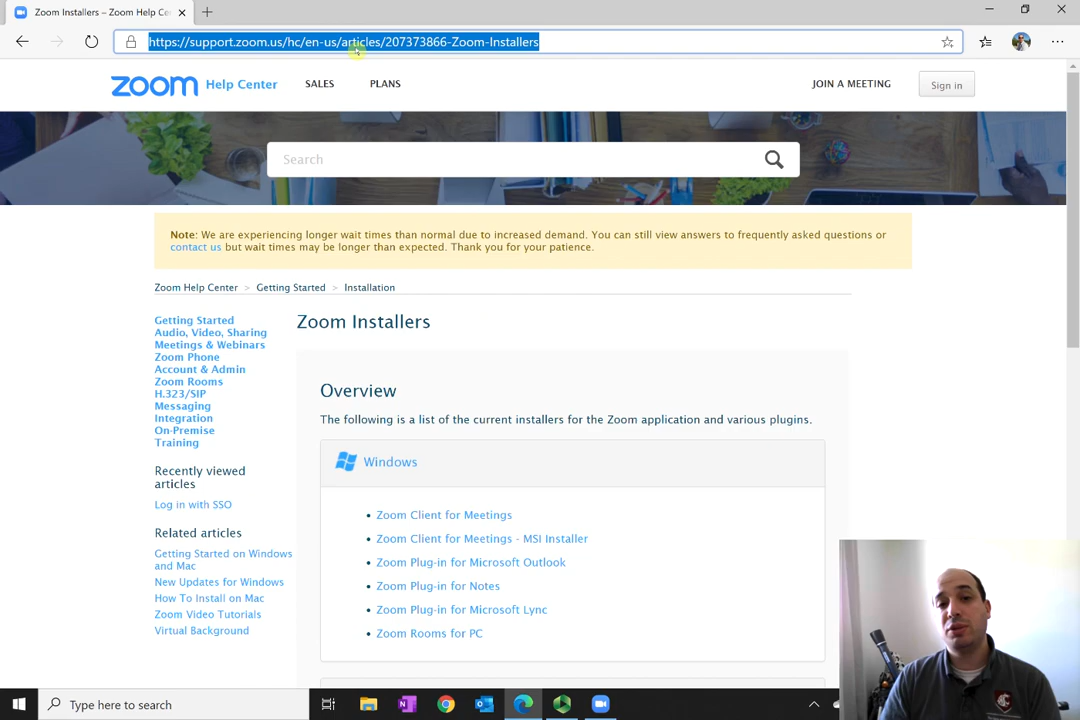 Zoom Installers – Zoom Help Ce
https://support.zoom.us/hc/en-us/articles/207373866-Zoom-Installers
zoom Help Center SALES PLANS JOIN A MEETING Sign in
Search
Note: We are experiencing longer wait times than normal due to increased demand. You can still view answers to frequently asked questions or
contact us but wait times may be longer than expected. Thank you for your patience.
Zoom Help Center > Getting Started > Installation
Getting Started
Audio, Video, Sharing
Meetings & Webinars
Zoom Phone
Account & Admin
Zoom Rooms
H.323/SIP
Messaging
Integration
On-Premise
Training
Recently viewed
articles
Log in with SSO
Related articles
Getting Started on Windows
and Mac
New Updates for Windows
How To Install on Mac
Zoom Video Tutorials
Virtual Background
Zoom Installers
Overview
The following is a list of the current installers for the Zoom application and various plugins.
Windows
• Zoom Client for Meetings
• Zoom Client for Meetings - MSI Installer
• Zoom Plug-in for Microsoft Outlook
• Zoom Plug-in for Notes
• Zoom Plug-in for Microsoft Lync
• Zoom Rooms for PC
Type here to search